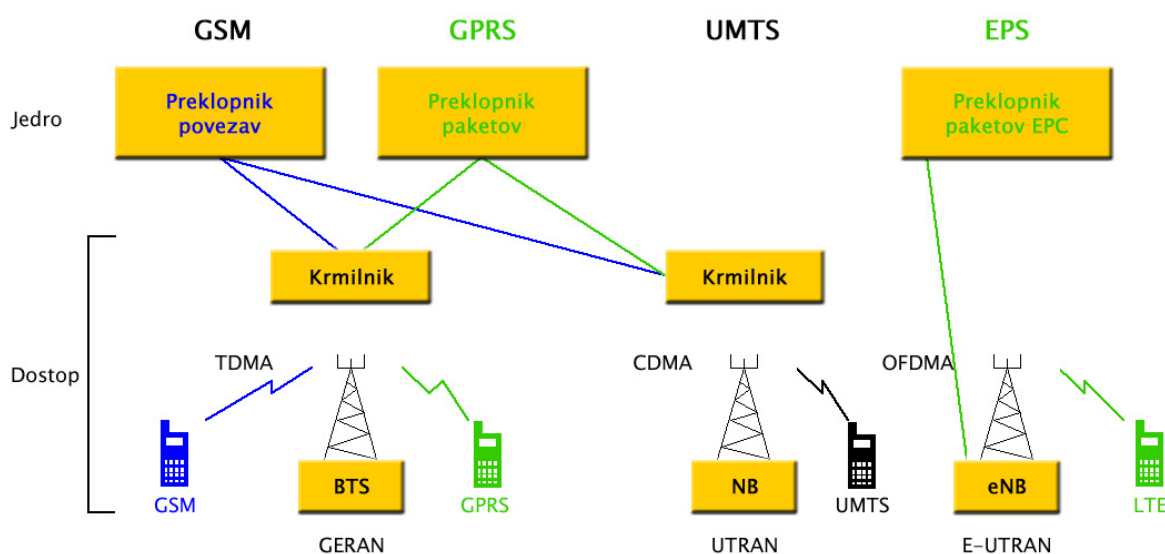 GSM
GPRS
UMTS
EPS
Jedro
Preklopnik
povezav
Preklopnik
paketov
Preklopnik
paketov EPC
Krmilnik
Krmilnik
Dostop
TDMA
CDMA
OFDMA
BTS
NB
eNB
GSM
GPRS
UMTS
LTE
GERAN
UTRAN
E-UTRAN